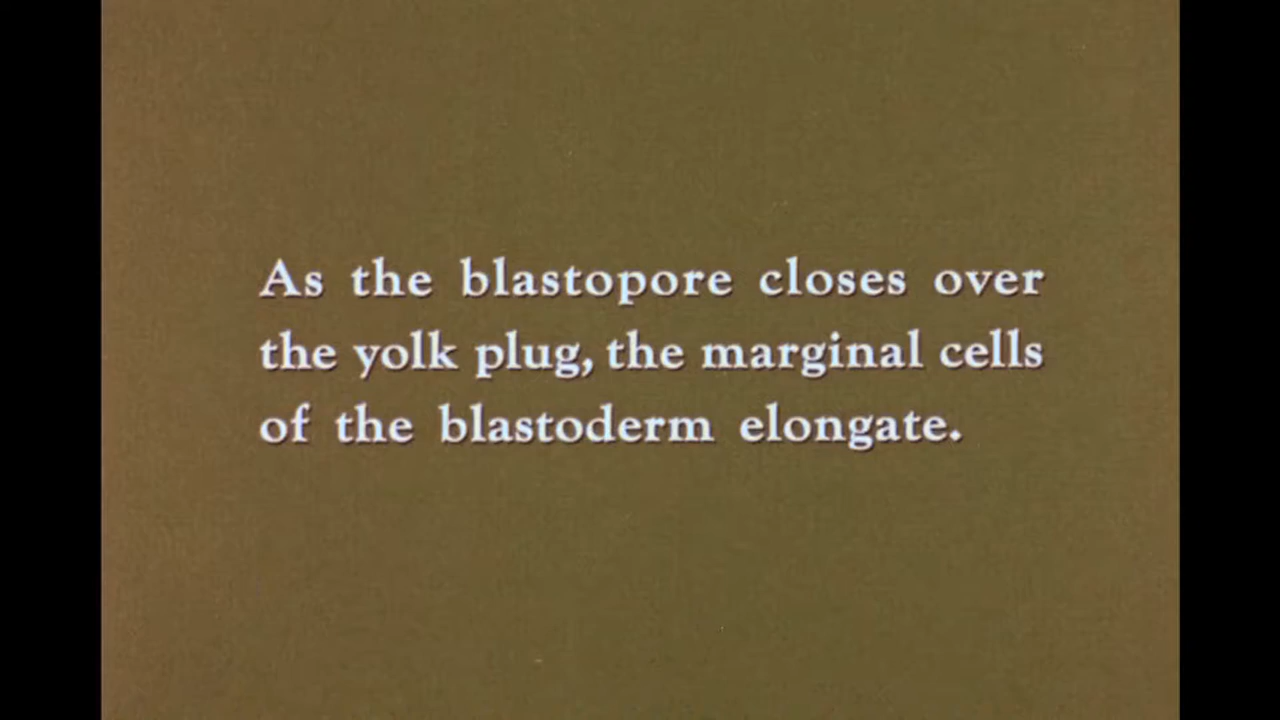 As the blastopore closes over
the yolk plug, the marginal cells
of the blastoderm elongate.